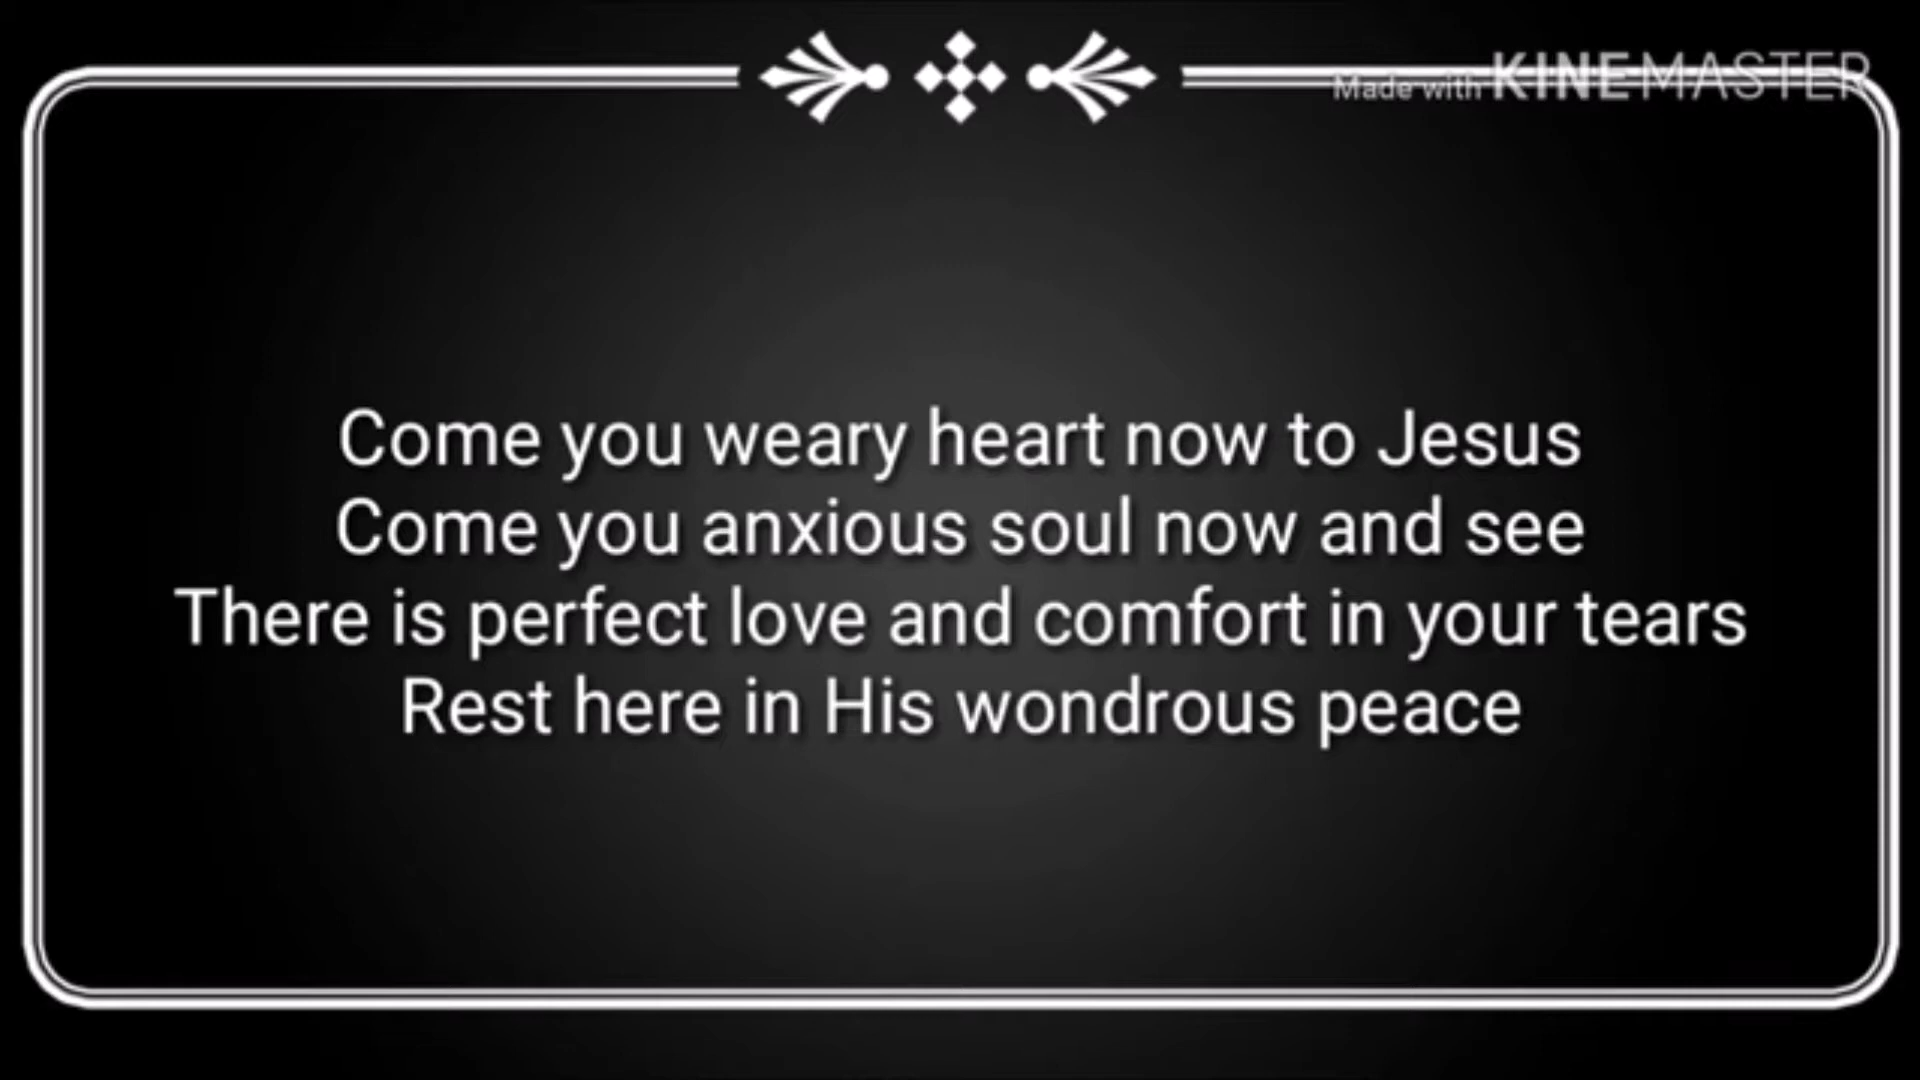 Made with KINEMASTER
Come you weary heart now to Jesus
Come you anxious soul now and see
There is perfect love and comfort in your tears
Rest here in His wondrous peace